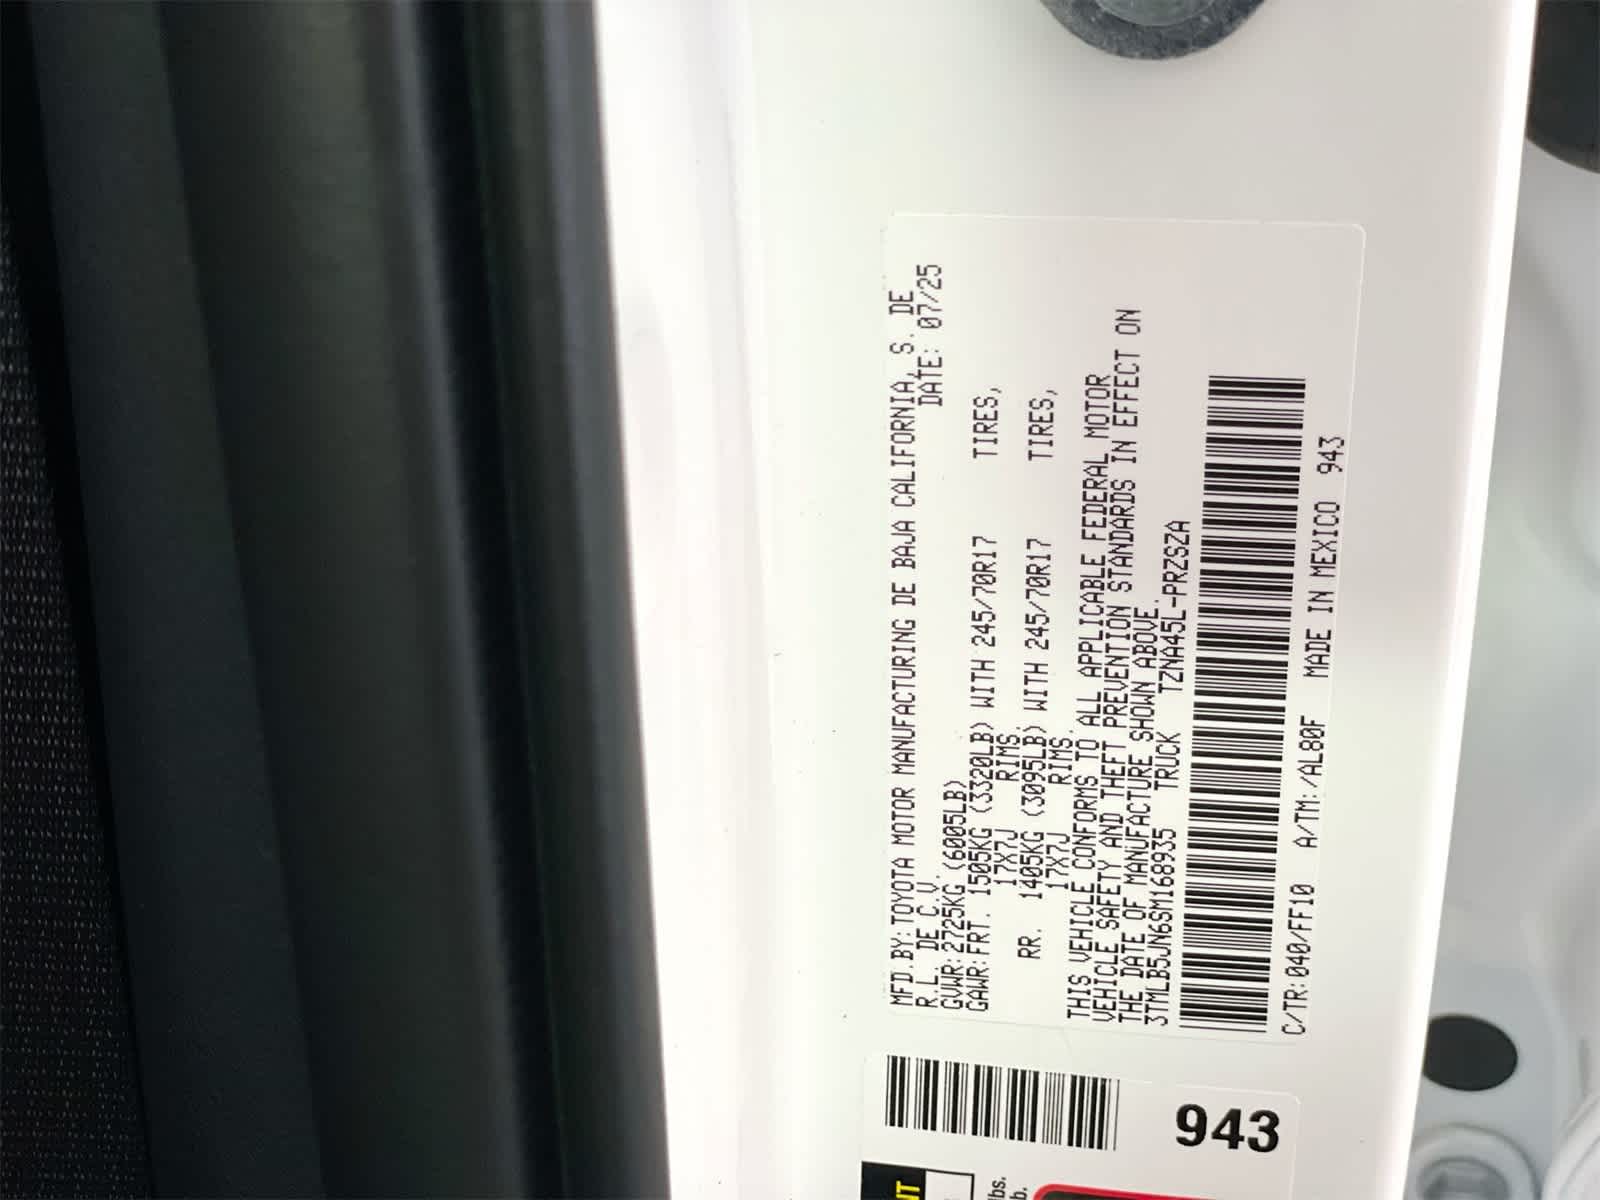 MFD.BY:TOYOTA MOTOR MANUFACTURING DE BAJA CALIFORNIA, S. DE
R.L. DE C.V. DATE: 07/25
GVWR:2725KG (6005LB)
GAWR:FRT. 1505KG (3320LB) WITH 245/70R17 TIRES,
17X7J RIMS.
RR. 1405KG (3095LB) WITH 245/70R17 TIRES,
17X7J RIMS.
THIS VEHICLE CONFORMS TO ALL APPLICABLE FEDERAL MOTOR
VEHICLE SAFETY AND THEFT PREVENTION STANDARDS IN EFFECT ON
THE DATE OF MANUFACTURE SHOWN ABOVE.
3TMLB5JN6SM168935 TRUCK TZNA45L-PRZSZA
C/TR:040/FF10 A/TM:/AL80F MADE IN MEXICO 943
943